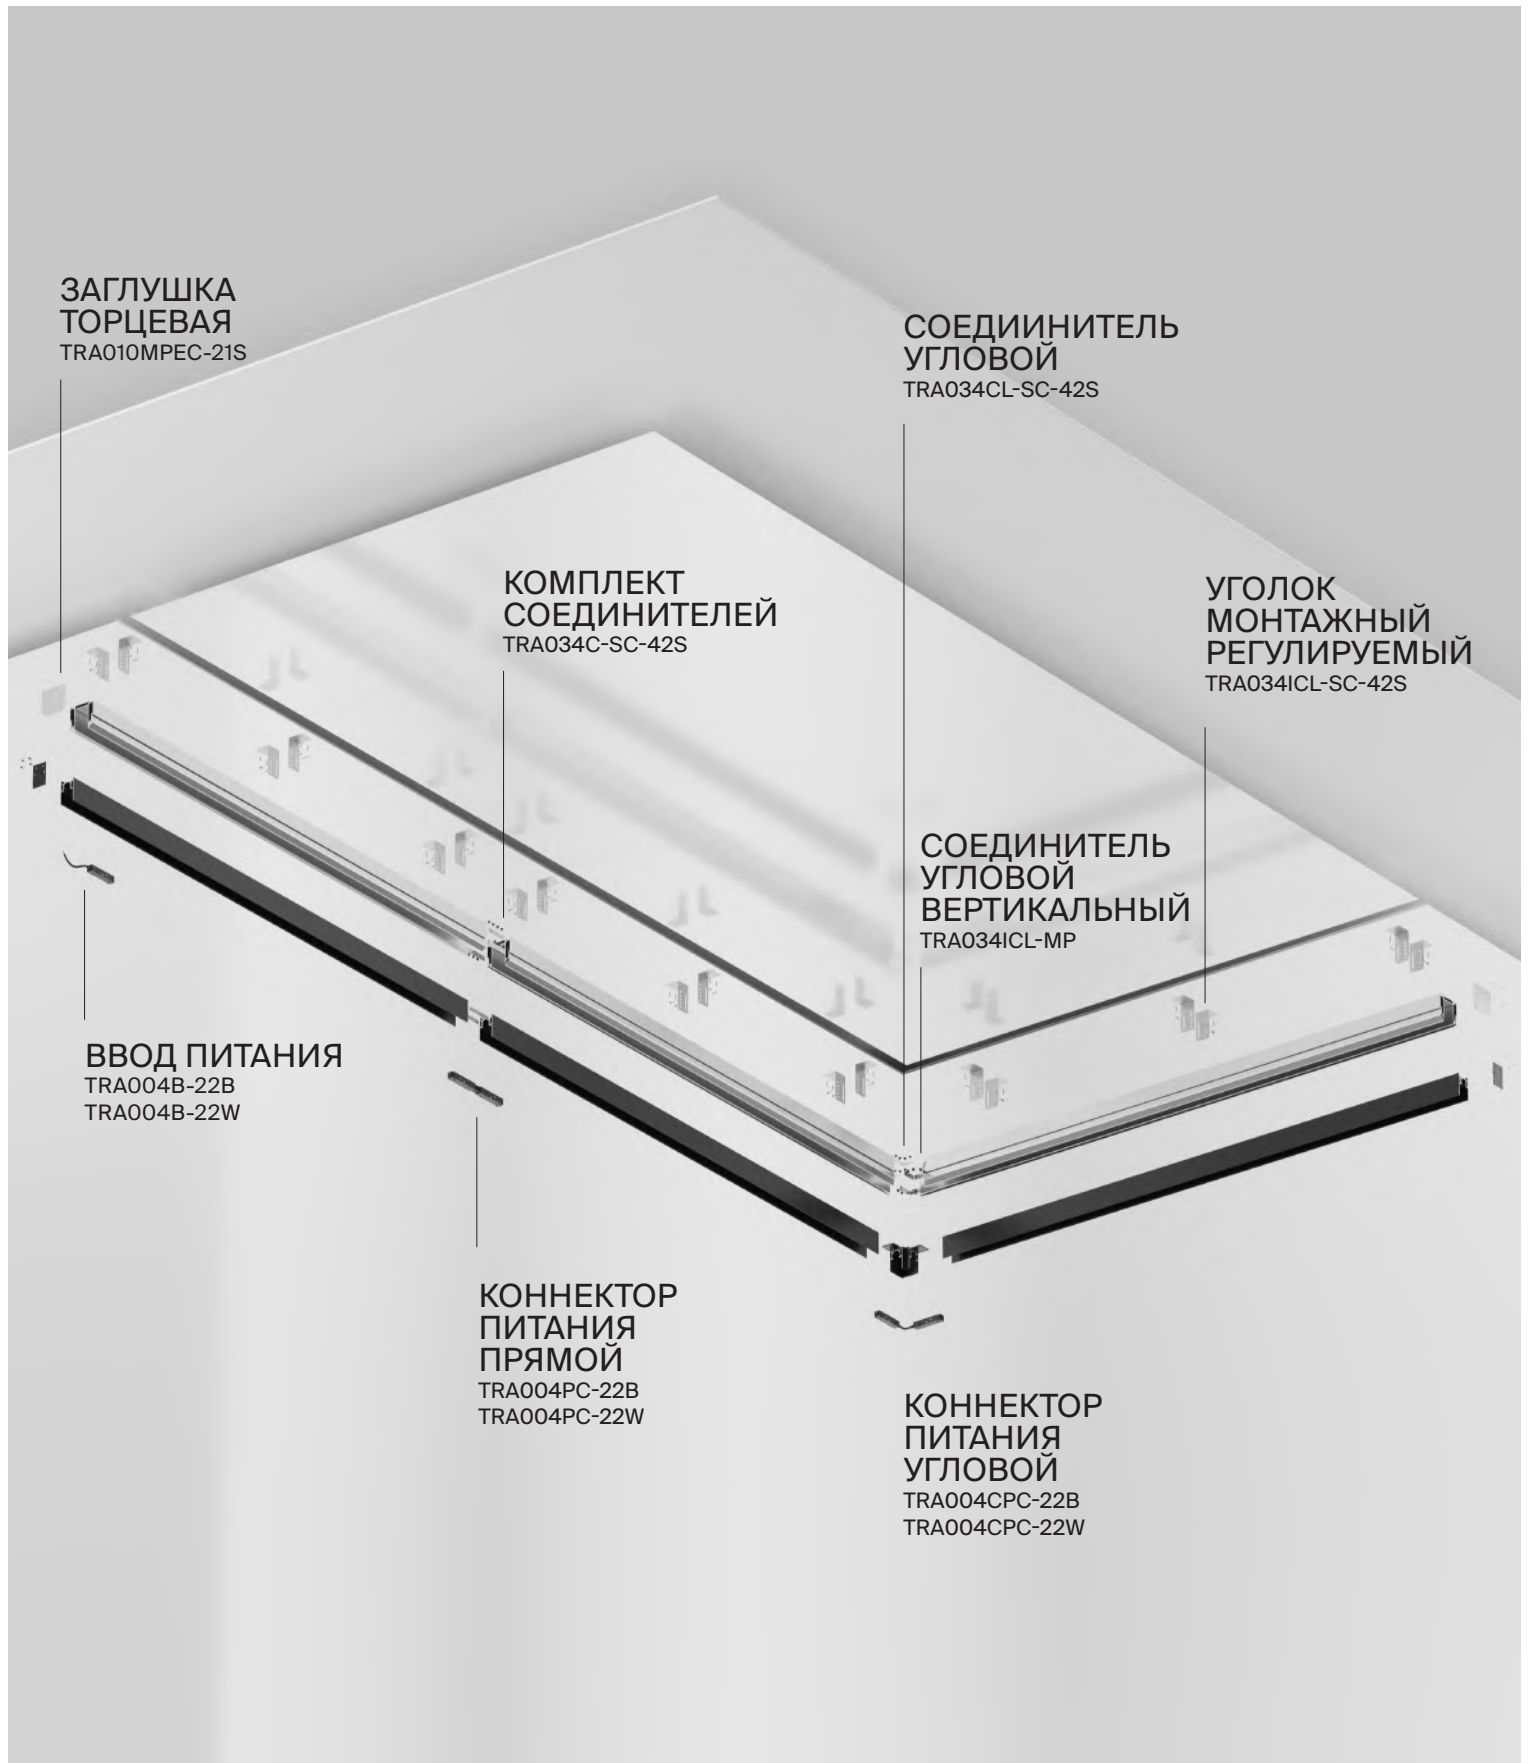 ЗАГЛУШКА
ТОРЦЕВАЯ
TRA010MPEC-21S
СОЕДИИНИТЕЛЬ
УГЛОВОЙ
TRA034CL-SC-42S
КОМПЛЕКТ
СОЕДИНИТЕЛЕЙ
TRA034C-SC-42S
УГОЛОК
МОНТАЖНЫЙ
РЕГУЛИРУЕМЫЙ
TRA034ICL-SC-42S
СОЕДИНИТЕЛЬ
УГЛОВОЙ
ВЕРТИКАЛЬНЫЙ
TRA034ICL-MP
ВВОД ПИТАНИЯ
TRA004B-22B
TRA004B-22W
КОННЕКТОР
ПИТАНИЯ
ПРЯМОЙ
TRA004PC-22B
TRA004PC-22W
КОННЕКТОР
ПИТАНИЯ
УГЛОВОЙ
TRA004CPC-22B
TRA004CPC-22W